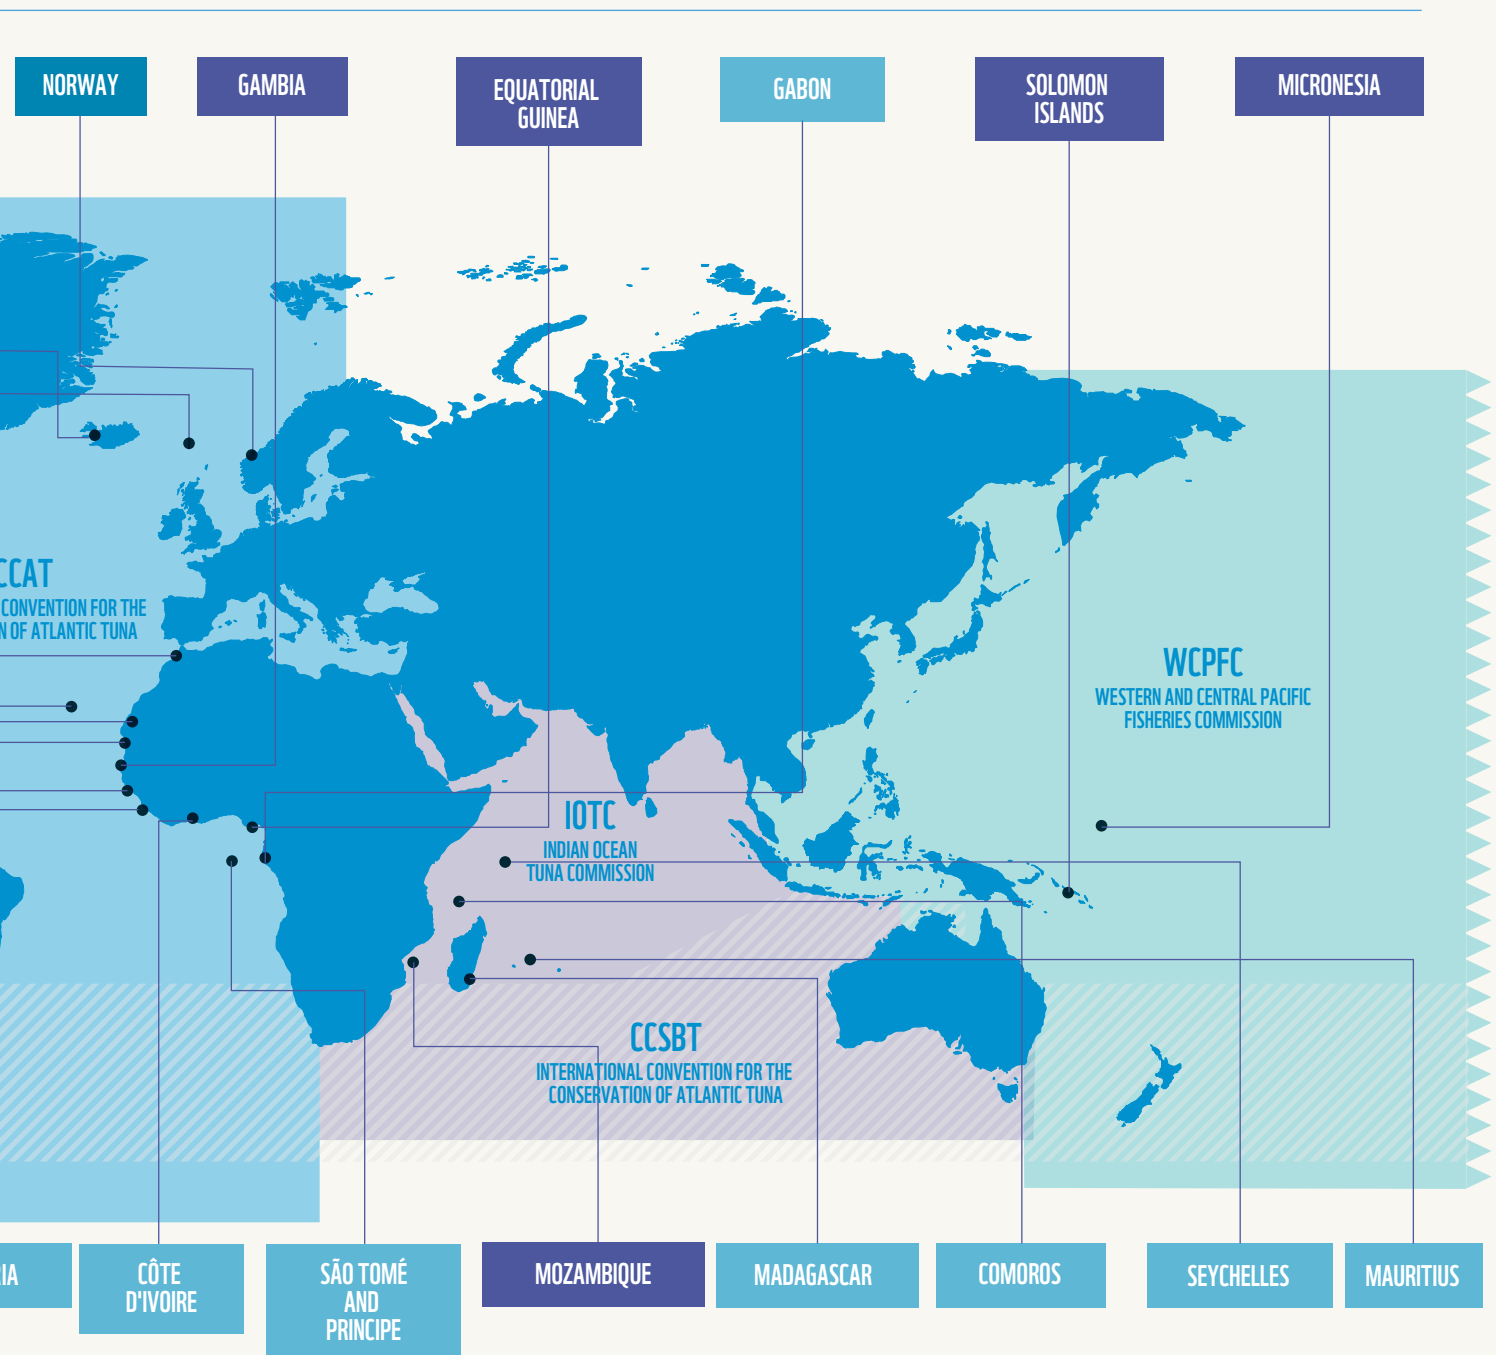 NORWAY
GAMBIA
EQUATORIAL
GUINEA
GABON
SOLOMON
ISLANDS
MICRONESIA
CCAT
CONVENTION FOR THE
N OF ATLANTIC TUNA
WCPFC
WESTERN AND CENTRAL PACIFIC
FISHERIES COMMISSION
IOTC
INDIAN OCEAN
TUNA COMMISSION
CCSBT
INTERNATIONAL CONVENTION FOR THE
CONSERVATION OF ATLANTIC TUNA
IA
CÔTE
D'IVOIRE
SÃO TOMÉ
AND
PRINCIPE
MOZAMBIQUE
MADAGASCAR
COMOROS
SEYCHELLES
MAURITIUS